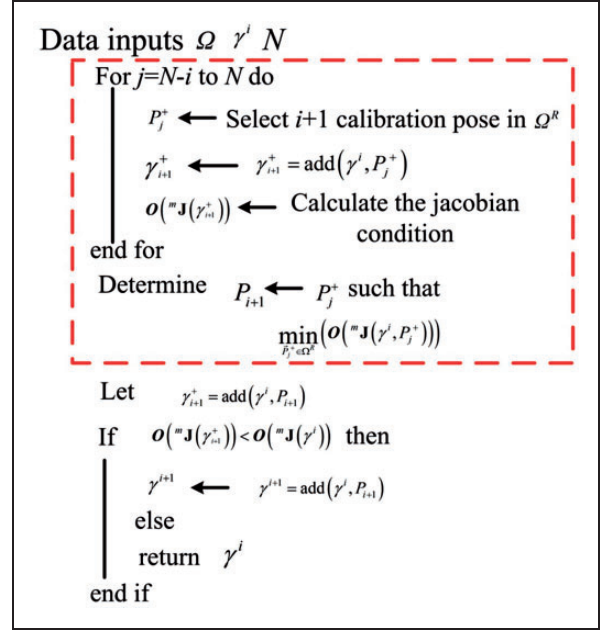 Data inputs Ω γ^i N
For j=N-i to N do
P_j^+ ← Select i+1 calibration pose in Ω^R
γ_{i+1}^+ ← γ_{i+1}^+ = add(γ^i, P_j^+)
O(^mJ(γ_{i+1}^+)) ← Calculate the jacobian
condition
end for
Determine P_{i+1} ← P_j^+ such that
min_{P_j^+∈Ω^R}(O(^mJ(γ^i, P_j^+)))
Let γ_{i+1}^+ = add(γ^i, P_{i+1})
If O(^mJ(γ_{i+1}^+)) < O(^mJ(γ^i)) then
γ^{i+1} ← γ^{i+1} = add(γ^i, P_{i+1})
else
return γ^i
end if